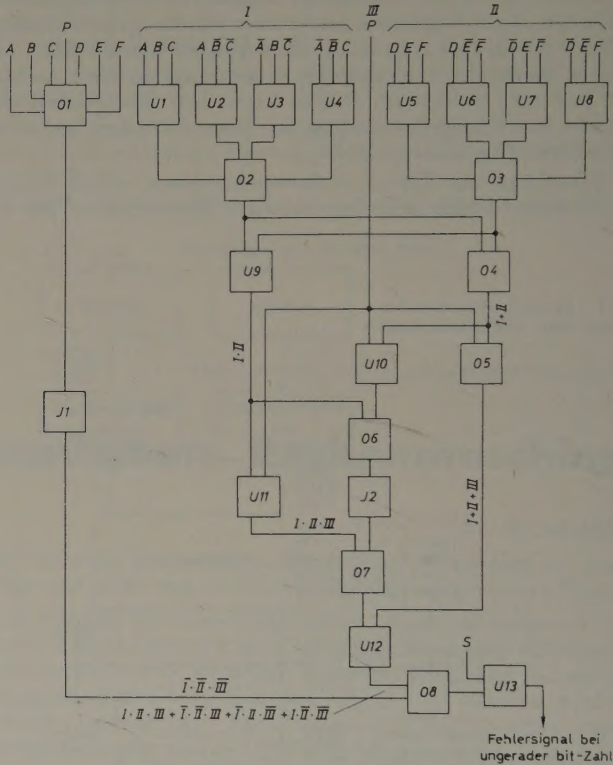 I III II
P P
A B C D E F A B C A B̄ C̄ Ā B C̄ Ā B̄ C D E F D Ē F̄ D̄ E F̄ D̄ Ē F
O1 U1 U2 U3 U4 U5 U6 U7 U8
O2 O3
U9 O4
I·II I+II
U10 O5
J1
O6
U11 J2
I+II+III
I·II·III
O7
U12
S
Ī·ĪĪ·ĪĪĪ
O8 U13
I·II·III + Ī·ĪĪ·III + Ī·II·ĪĪĪ + I·ĪĪ·ĪĪĪ
Fehlersignal bei
ungerader bit-Zahl